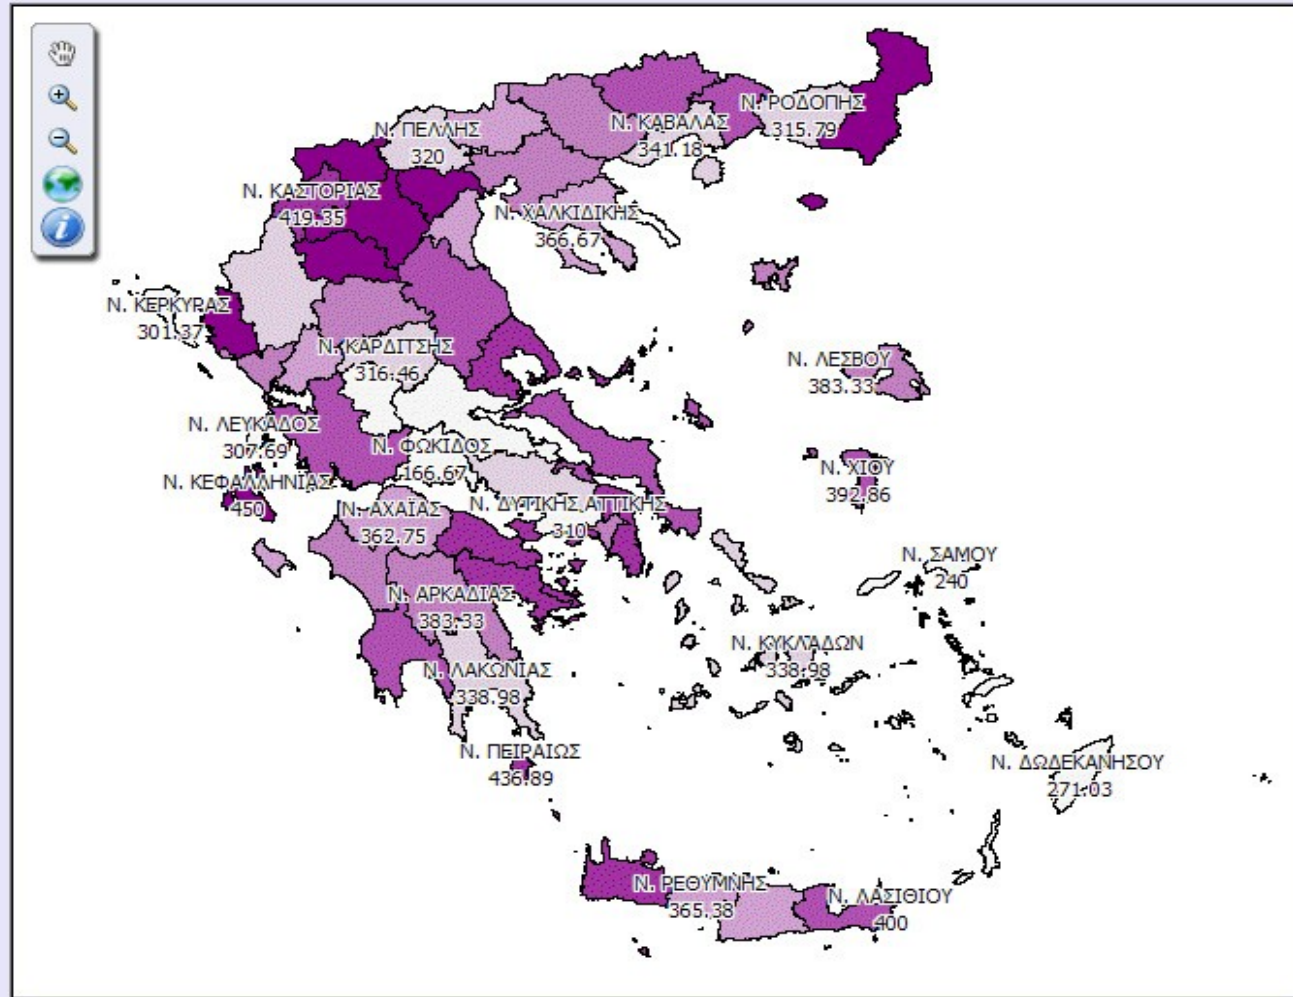 Ν. ΡΟΔΟΠΗΣ
315.79
Ν. ΚΑΒΑΛΑΣ
341.18
Ν. ΠΕΛΛΗΣ
320
Ν. ΚΑΣΤΟΡΙΑΣ
419.35
Ν. ΧΑΛΚΙΔΙΚΗΣ
366.67
Ν. ΚΕΡΚΥΡΑΣ
301.37
Ν. ΚΑΡΔΙΤΣΗΣ
316.46
Ν. ΛΕΣΒΟΥ
383.33
Ν. ΛΕΥΚΑΔΟΣ
307.69
Ν. ΦΩΚΙΔΟΣ
166.67
Ν. ΧΙΟΥ
392.86
Ν. ΚΕΦΑΛΛΗΝΙΑΣ
450
Ν. ΑΧΑΪΑΣ
362.75
Ν. ΔΥΤΙΚΗΣ ΑΤΤΙΚΗΣ
310
Ν. ΣΑΜΟΥ
240
Ν. ΑΡΚΑΔΙΑΣ
383.33
Ν. ΚΥΚΛΑΔΩΝ
338.98
Ν. ΛΑΚΩΝΙΑΣ
338.98
Ν. ΠΕΙΡΑΙΩΣ
436.89
Ν. ΔΩΔΕΚΑΝΗΣΟΥ
271.03
Ν. ΡΕΘΥΜΝΗΣ
365.38
Ν. ΛΑΣΙΘΙΟΥ
400